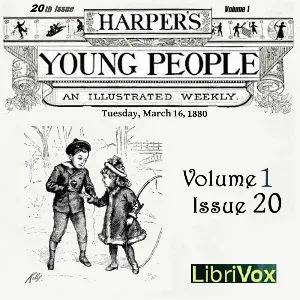 20th Issue
Volume 1
HARPER'S
YOUNG PEOPLE
AN ILLUSTRATED WEEKLY.
Tuesday, March 16, 1880
Volume 1
Issue 20
LibriVox